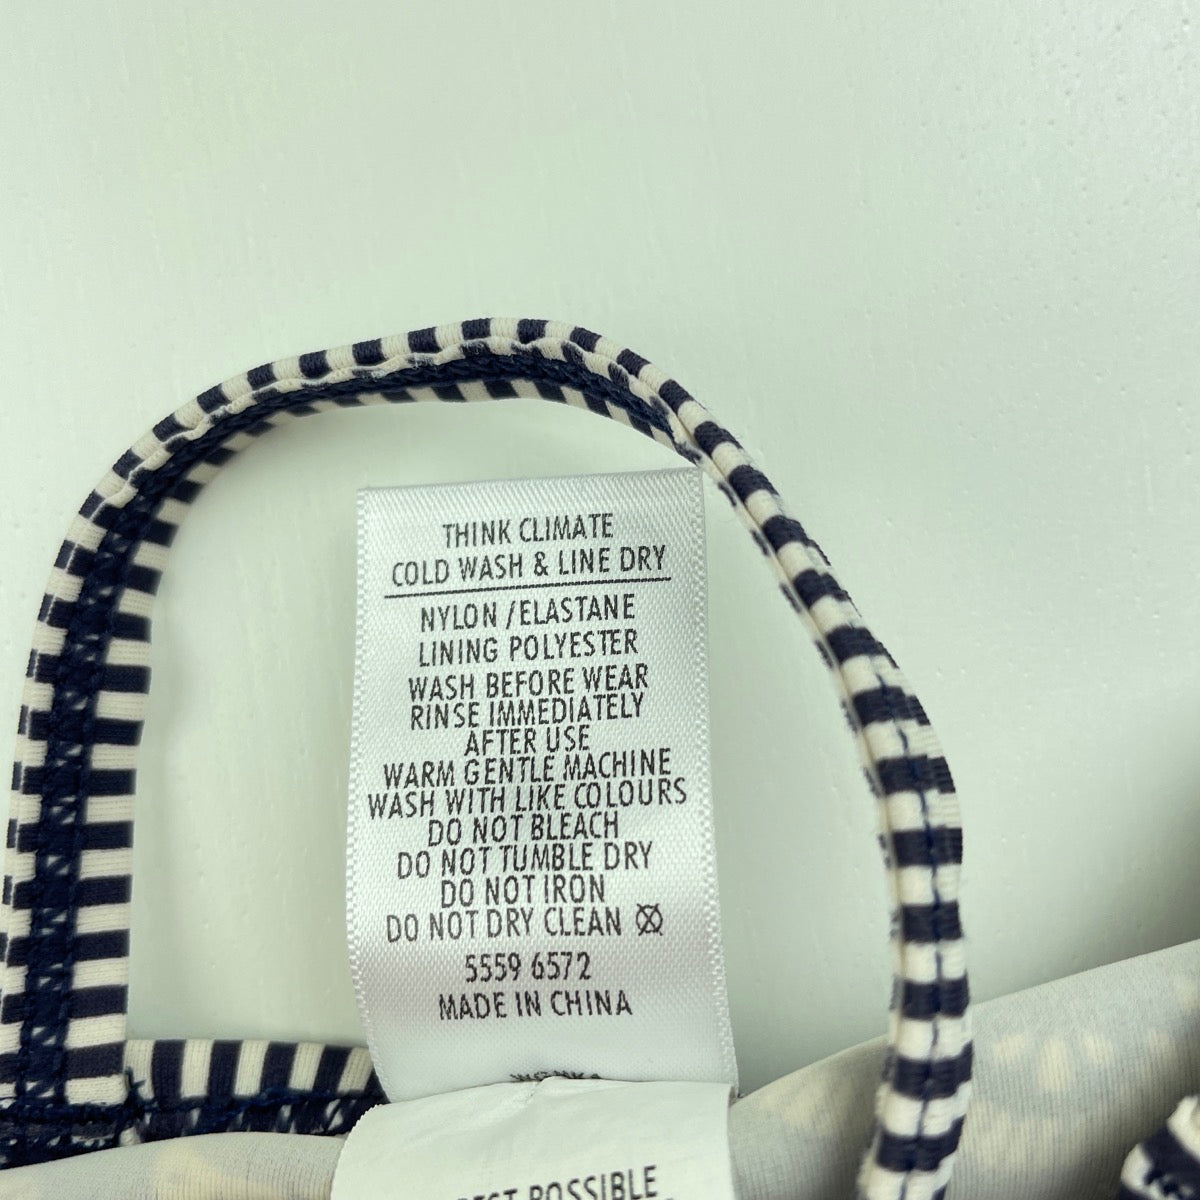 THINK CLIMATE
COLD WASH & LINE DRY
NYLON /ELASTANE
LINING POLYESTER
WASH BEFORE WEAR
RINSE IMMEDIATELY
AFTER USE
WARM GENTLE MACHINE
WASH WITH LIKE COLOURS
DO NOT BLEACH
DO NOT TUMBLE DRY
DO NOT IRON
DO NOT DRY CLEAN
5559 6572
MADE IN CHINA
POSSIBLE